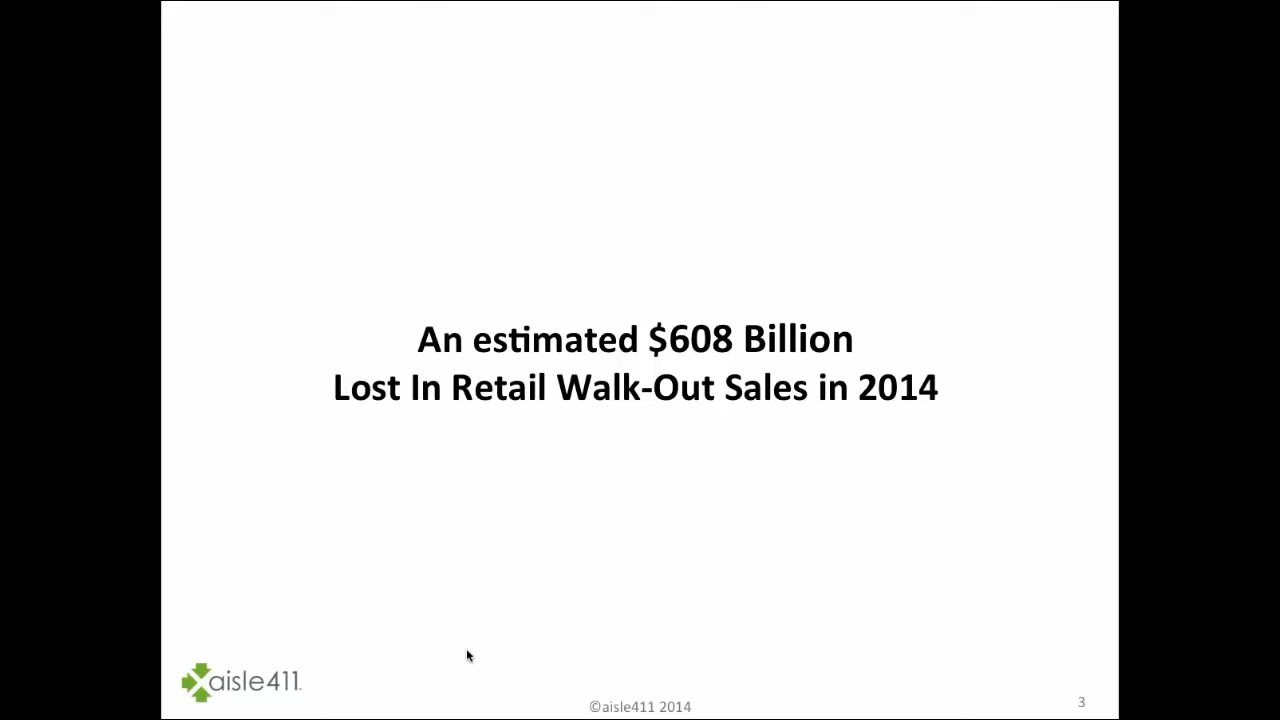 An estimated $608 Billion
Lost In Retail Walk-Out Sales in 2014
aisle411
©aisle411 2014
3